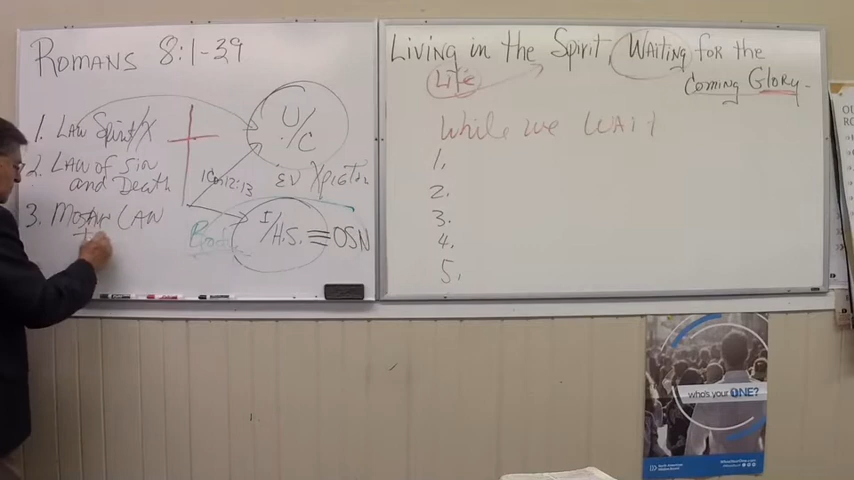 ROMANS 8:1-39
1. LAW Spirit/X
2. LAW of Sin
and Death
3. Mosaic LAW
U/C
1 Cor 12:13
EV
Body
I/H.S. ≡ OSN
Living in the Spirit Waiting for the
Life
Coming Glory-
While we wait
1.
2.
3.
4.
5.
who's your ONE?